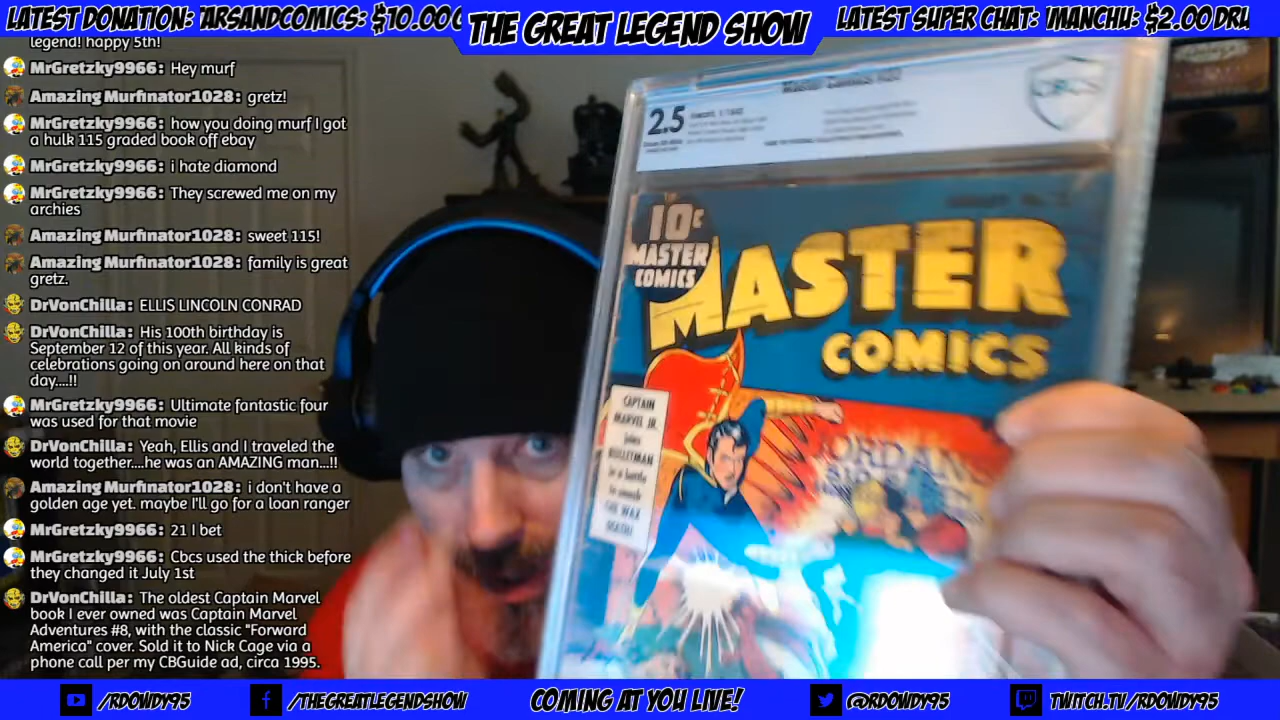 LATEST DONATION: TARSANDCOMICS: $10.00
THE GREAT LEGEND SHOW
LATEST SUPER CHAT: MANCHU: $2.00 DRU
legend! happy 5th!
MrGretzky9966: Hey murf
Amazing Murfinator1028: gretz!
MrGretzky9966: how you doing murf I got
a hulk 115 graded book off ebay
MrGretzky9966: i hate diamond
MrGretzky9966: They screwed me on my
archies
Amazing Murfinator1028: sweet 115!
Amazing Murfinator1028: family is great
gretz.
DrVonChilla: ELLIS LINCOLN CONRAD
DrVonChilla: His 100th birthday is
September 12 of this year. All kinds of
celebrations going on around here on that
day....!!
MrGretzky9966: Ultimate fantastic four
was used for that movie
DrVonChilla: Yeah, Ellis and I traveled the
world together....he was an AMAZING man...!!
Amazing Murfinator1028: i don't have a
golden age yet. maybe I'll go for a loan ranger
MrGretzky9966: 21 I bet
MrGretzky9966: Cbcs used the thick before
they changed it July 1st
DrVonChilla: The oldest Captain Marvel
book I ever owned was Captain Marvel
Adventures #8, with the classic "Forward
America" cover. Sold it to Nick Cage via a
phone call per my CBGuide ad, circa 1995.
2.5
Master Comics
CBCS
10¢
MASTER
COMICS
MASTER
COMICS
CAPTAIN
MARVEL JR.
joins
BULLETMAN
in a battle
to smash
THE WAX
DEATH!
/RDOWDY95
/THEGREATLEGENDSHOW
COMING AT YOU LIVE!
@RDOWDY95
TWITCH.TV/RDOWDY95